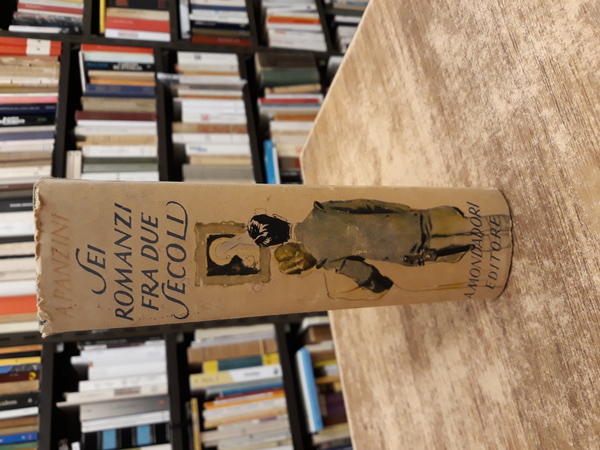 A. PANZINI
SEI
ROMANZI
FRA DUE
SECOLI
A. MONDADORI
EDITORE